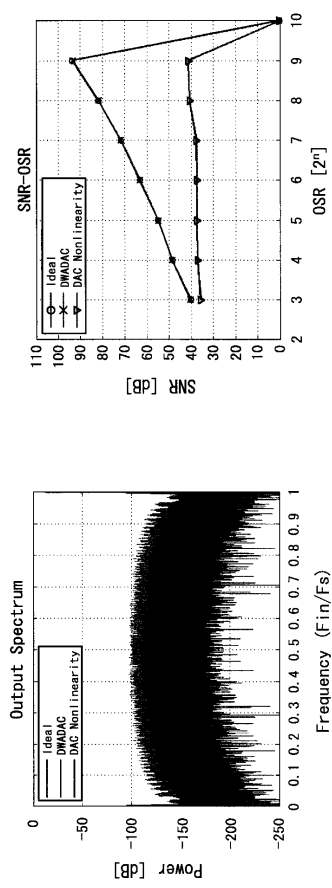 Output Spectrum
Ideal
DWADAC
DAC Nonlinearity
Power [dB]
0
-50
-100
-150
-200
-250
0 0.1 0.2 0.3 0.4 0.5 0.6 0.7 0.8 0.9 1
Frequency (Fin/Fs)
SNR-OSR
Ideal
DWADAC
DAC Nonlinearity
SNR [dB]
110
100
90
80
70
60
50
40
30
20
10
0
2 3 4 5 6 7 8 9 10
OSR [2ⁿ]